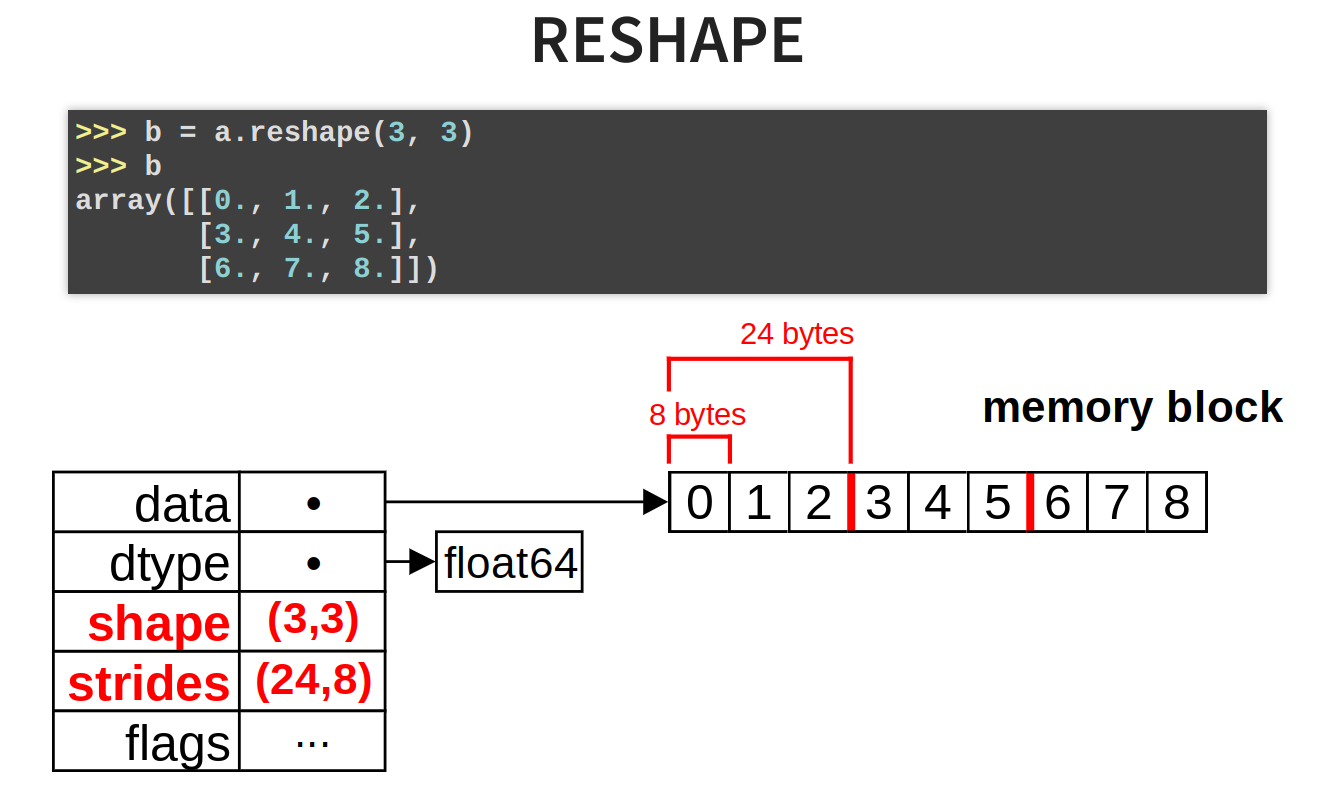 RESHAPE
>>> b = a.reshape(3, 3)
>>> b
array([[0., 1., 2.],
       [3., 4., 5.],
       [6., 7., 8.]])
24 bytes
8 bytes
memory block
data •
dtype •
shape (3,3)
strides (24,8)
flags ...
float64
0 1 2 3 4 5 6 7 8